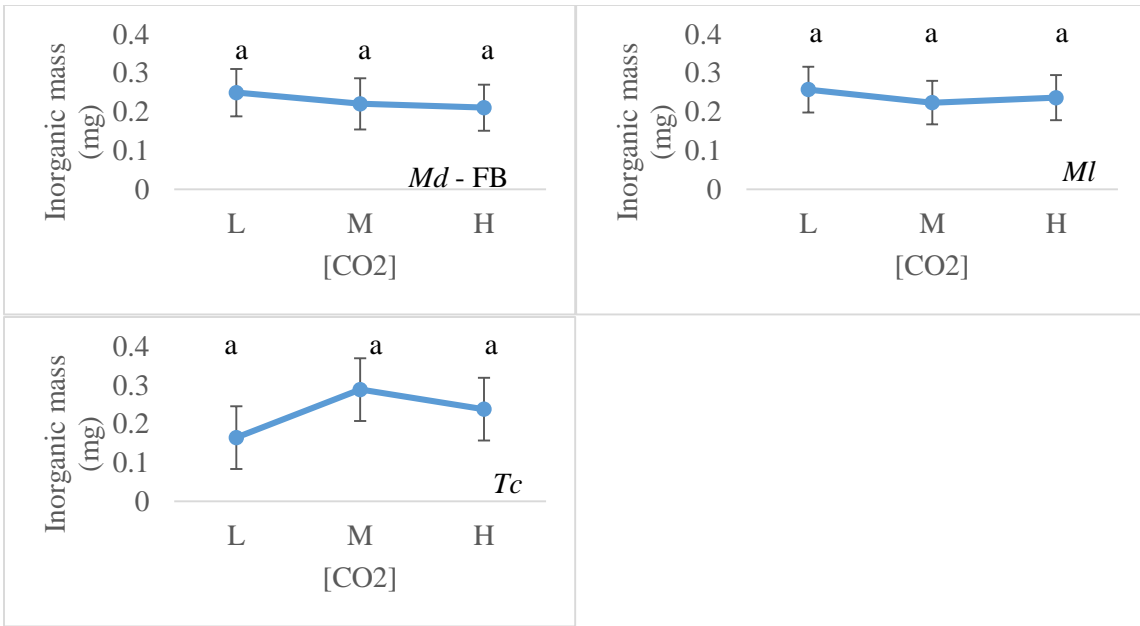 Inorganic mass
(mg)
0.4
0.3
0.2
0.1
0
a a a
Md - FB
L M H
[CO2]
Inorganic mass
(mg)
0.4
0.3
0.2
0.1
0
a a a
Ml
L M H
[CO2]
Inorganic mass
(mg)
0.4
0.3
0.2
0.1
0
a a a
Tc
L M H
[CO2]